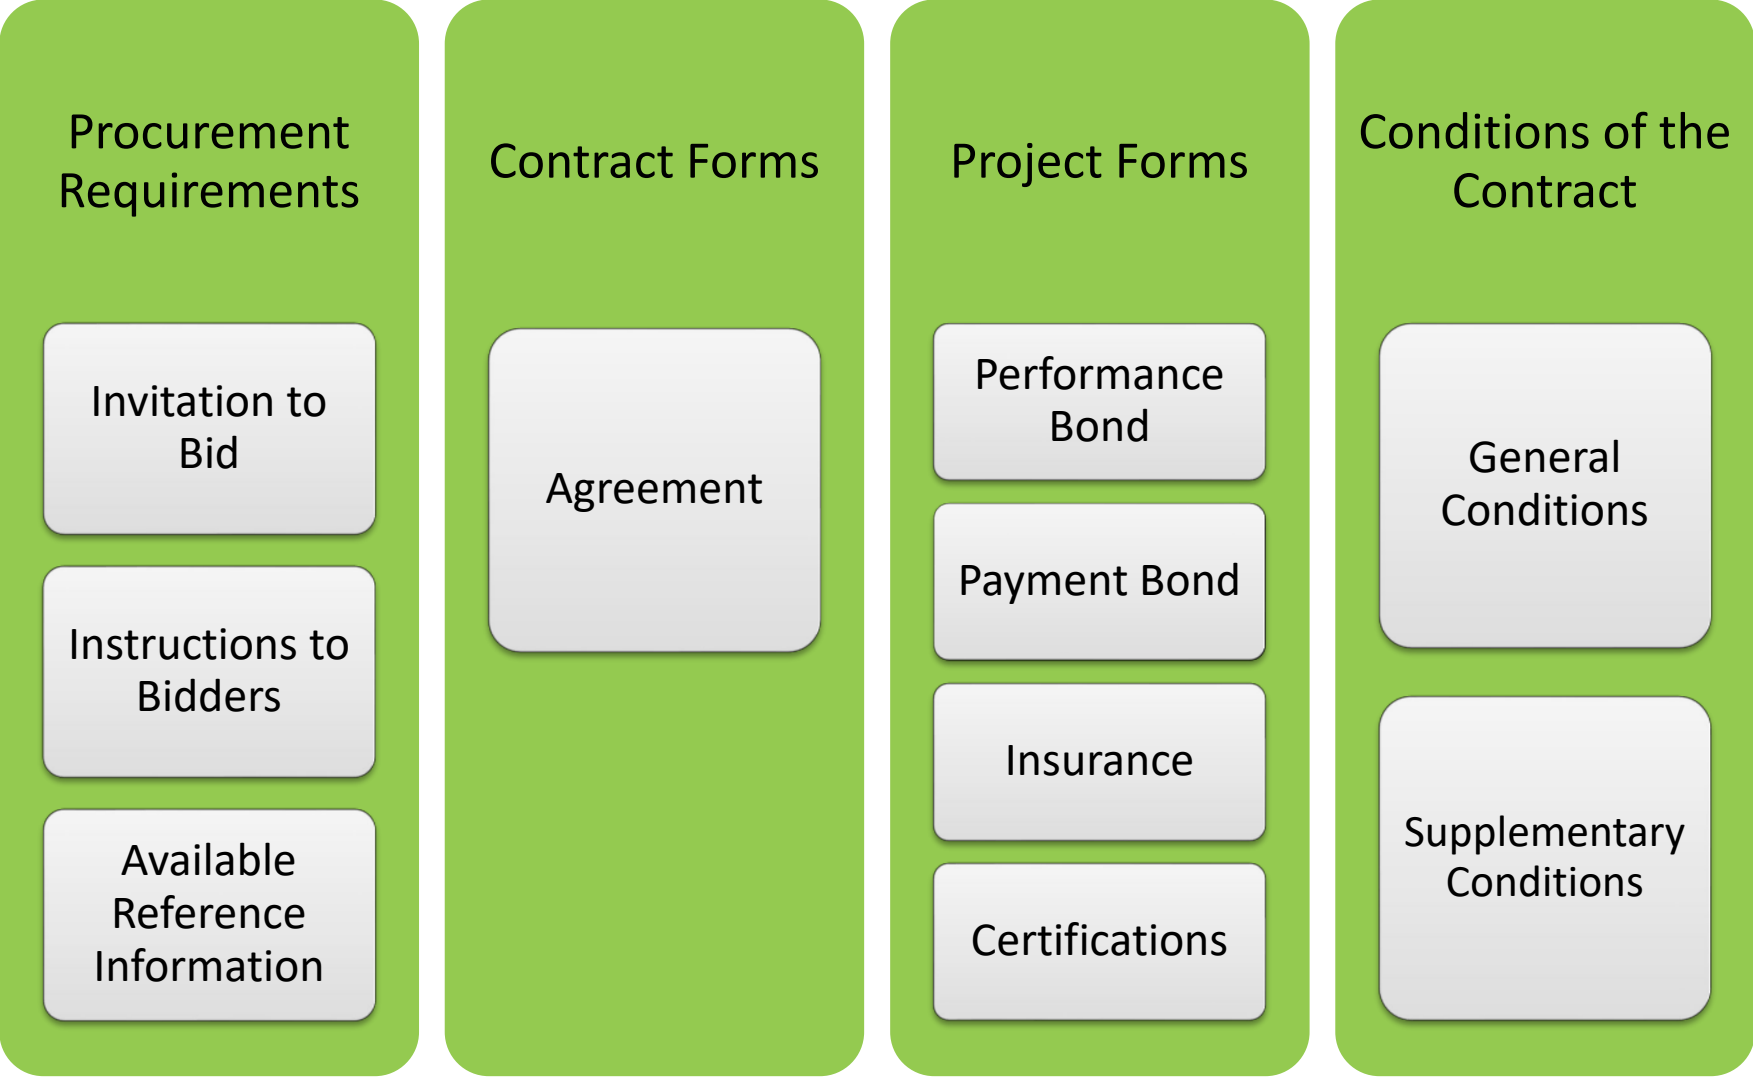 Procurement
Requirements
Invitation to
Bid
Instructions to
Bidders
Available
Reference
Information
Contract Forms
Agreement
Project Forms
Performance
Bond
Payment Bond
Insurance
Certifications
Conditions of the
Contract
General
Conditions
Supplementary
Conditions